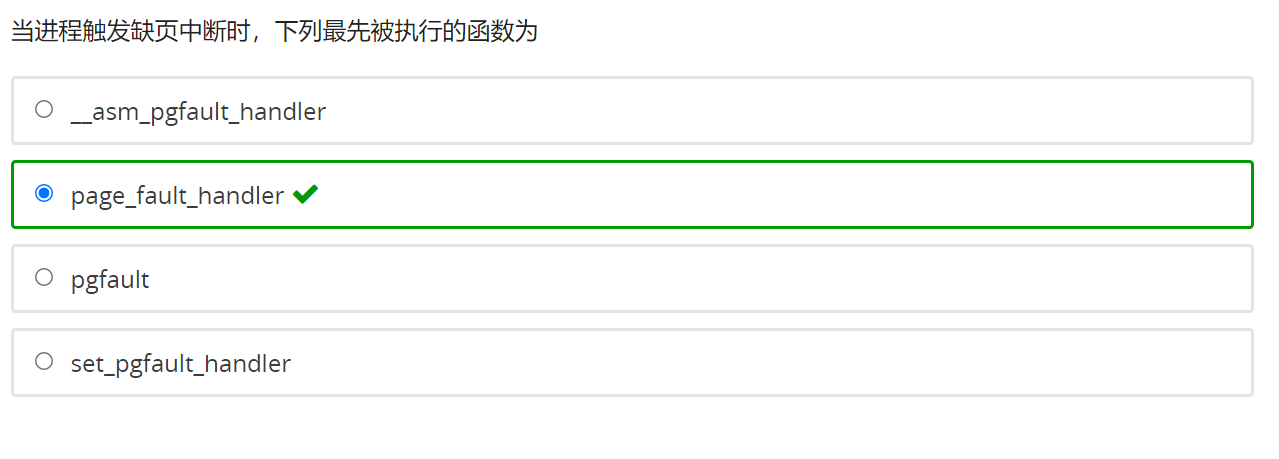 当进程触发缺页中断时，下列最先被执行的函数为
__asm_pgfault_handler
page_fault_handler
pgfault
set_pgfault_handler